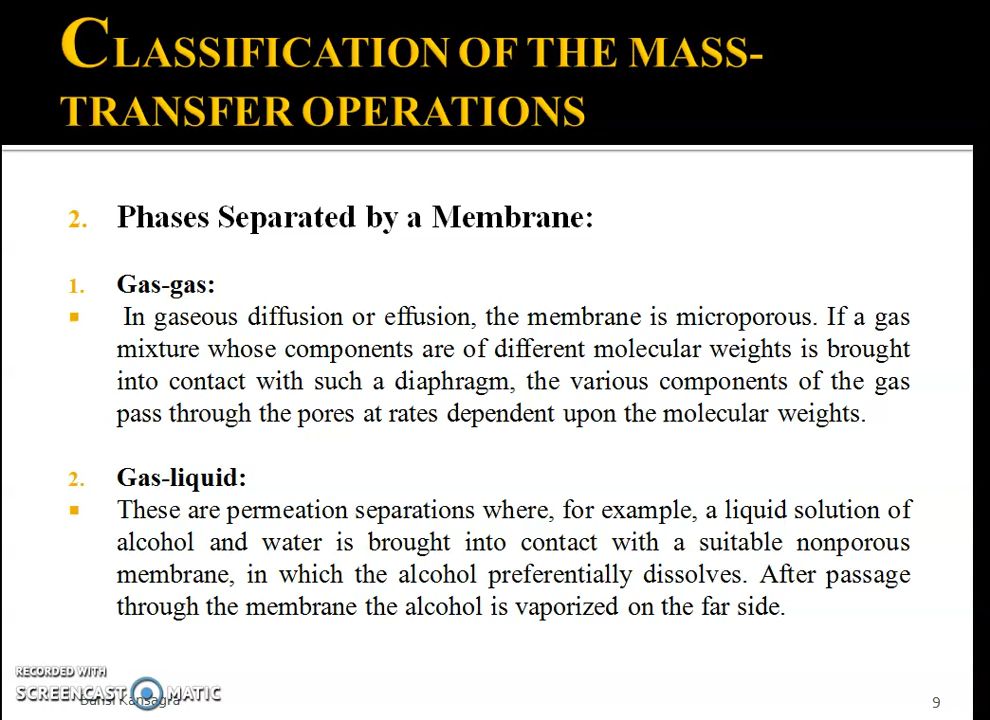 CLASSIFICATION OF THE MASS-
TRANSFER OPERATIONS
2. Phases Separated by a Membrane:
1. Gas-gas:
▪ In gaseous diffusion or effusion, the membrane is microporous. If a gas
mixture whose components are of different molecular weights is brought
into contact with such a diaphragm, the various components of the gas
pass through the pores at rates dependent upon the molecular weights.
2. Gas-liquid:
▪ These are permeation separations where, for example, a liquid solution of
alcohol and water is brought into contact with a suitable nonporous
membrane, in which the alcohol preferentially dissolves. After passage
through the membrane the alcohol is vaporized on the far side.
RECORDED WITH
SCREENCAST MATIC
Bansi Kansagra
9